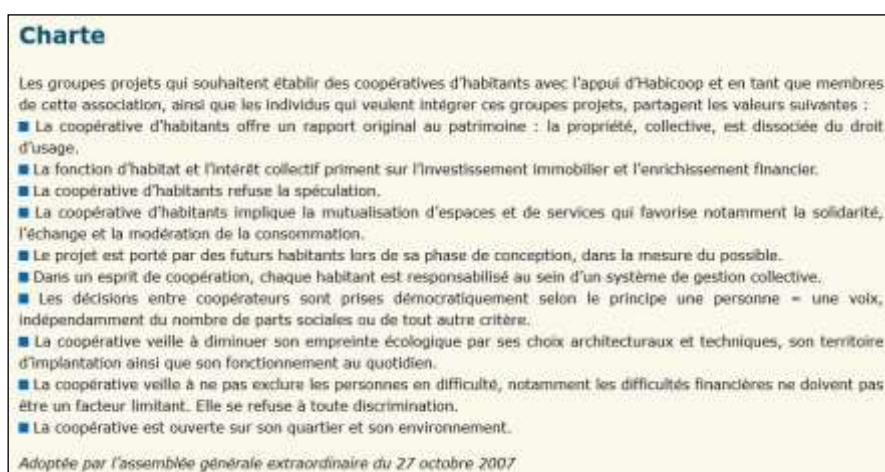 Charte
Les groupes projets qui souhaitent établir des coopératives d'habitants avec l'appui d'Habicoop et en tant que membres
de cette association, ainsi que les individus qui veulent intégrer ces groupes projets, partagent les valeurs suivantes :
■ La coopérative d'habitants offre un rapport original au patrimoine : la propriété, collective, est dissociée du droit
d'usage.
■ La fonction d'habitat et l'intérêt collectif priment sur l'investissement immobilier et l'enrichissement financier.
■ La coopérative d'habitants refuse la spéculation.
■ La coopérative d'habitants implique la mutualisation d'espaces et de services qui favorise notamment la solidarité,
l'échange et la modération de la consommation.
■ Le projet est porté par des futurs habitants lors de sa phase de conception, dans la mesure du possible.
■ Dans un esprit de coopération, chaque habitant est responsabilisé au sein d'un système de gestion collective.
■ Les décisions entre coopérateurs sont prises démocratiquement selon le principe une personne = une voix,
indépendamment du nombre de parts sociales ou de tout autre critère.
■ La coopérative veille à diminuer son empreinte écologique par ses choix architecturaux et techniques, son territoire
d'implantation ainsi que son fonctionnement au quotidien.
■ La coopérative veille à ne pas exclure les personnes en difficulté, notamment les difficultés financières ne doivent pas
être un facteur limitant. Elle se refuse à toute discrimination.
■ La coopérative est ouverte sur son quartier et son environnement.
Adoptée par l'assemblée générale extraordinaire du 27 octobre 2007